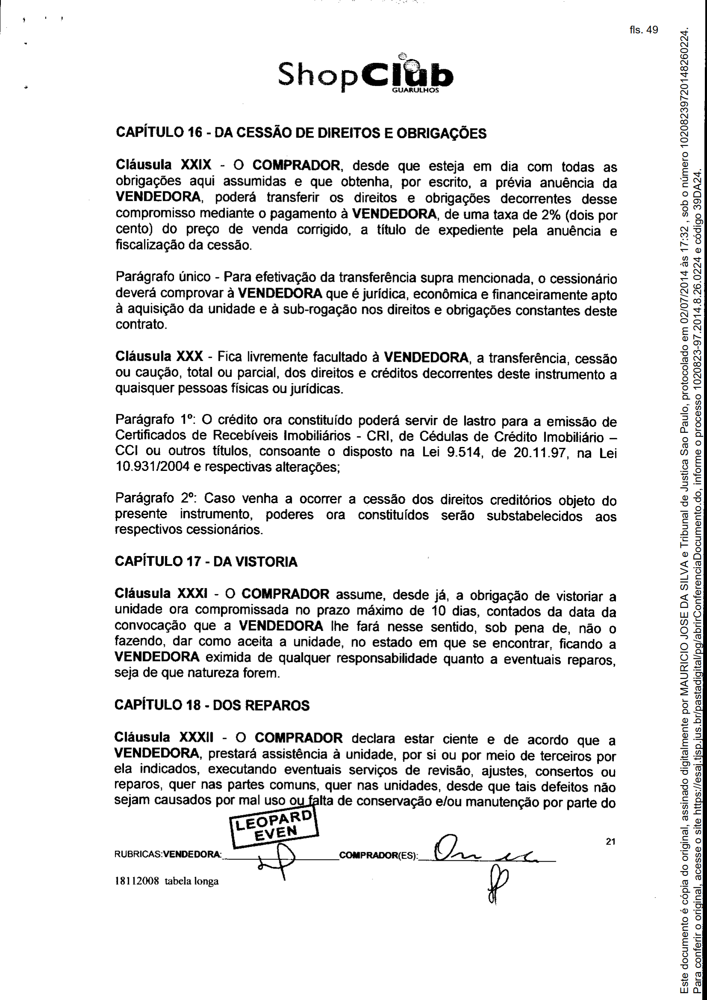 fls. 49
ShopClub
GUARULHOS
CAPÍTULO 16 - DA CESSÃO DE DIREITOS E OBRIGAÇÕES
Cláusula XXIX - O COMPRADOR, desde que esteja em dia com todas as
obrigações aqui assumidas e que obtenha, por escrito, a prévia anuência da
VENDEDORA, poderá transferir os direitos e obrigações decorrentes desse
compromisso mediante o pagamento à VENDEDORA, de uma taxa de 2% (dois por
cento) do preço de venda corrigido, a título de expediente pela anuência e
fiscalização da cessão.
Parágrafo único - Para efetivação da transferência supra mencionada, o cessionário
deverá comprovar à VENDEDORA que é jurídica, econômica e financeiramente apto
à aquisição da unidade e à sub-rogação nos direitos e obrigações constantes deste
contrato.
Cláusula XXX - Fica livremente facultado à VENDEDORA, a transferência, cessão
ou caução, total ou parcial, dos direitos e créditos decorrentes deste instrumento a
quaisquer pessoas físicas ou jurídicas.
Parágrafo 1º: O crédito ora constituído poderá servir de lastro para a emissão de
Certificados de Recebíveis Imobiliários - CRI, de Cédulas de Crédito Imobiliário –
CCI ou outros títulos, consoante o disposto na Lei 9.514, de 20.11.97, na Lei
10.931/2004 e respectivas alterações;
Parágrafo 2º: Caso venha a ocorrer a cessão dos direitos creditórios objeto do
presente instrumento, poderes ora constituídos serão substabelecidos aos
respectivos cessionários.
CAPÍTULO 17 - DA VISTORIA
Cláusula XXXI - O COMPRADOR assume, desde já, a obrigação de vistoriar a
unidade ora compromissada no prazo máximo de 10 dias, contados da data da
convocação que a VENDEDORA lhe fará nesse sentido, sob pena de, não o
fazendo, dar como aceita a unidade, no estado em que se encontrar, ficando a
VENDEDORA eximida de qualquer responsabilidade quanto a eventuais reparos,
seja de que natureza forem.
CAPÍTULO 18 - DOS REPAROS
Cláusula XXXII - O COMPRADOR declara estar ciente e de acordo que a
VENDEDORA, prestará assistência à unidade, por si ou por meio de terceiros por
ela indicados, executando eventuais serviços de revisão, ajustes, consertos ou
reparos, quer nas partes comuns, quer nas unidades, desde que tais defeitos não
sejam causados por mal uso ou falta de conservação e/ou manutenção por parte do
LEOPARD
EVEN
21
RUBRICAS:VENDEDORA: COMPRADOR(ES):
18112008 tabela longa
Este documento é cópia do original, assinado digitalmente por MAURICIO JOSE DA SILVA e Tribunal de Justica Sao Paulo, protocolado em 02/07/2014 às 17:32 , sob o número 10208239720148260224.
Para conferir o original, acesse o site https://esaj.tjsp.jus.br/pastadigital/pg/abrirConferenciaDocumento.do, informe o processo 1020823-97.2014.8.26.0224 e código 39DA24.